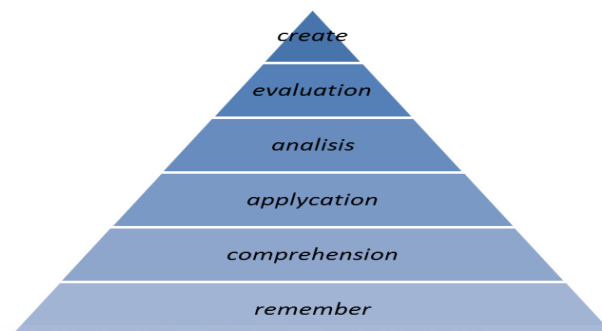 create
evaluation
analisis
applycation
comprehension
remember